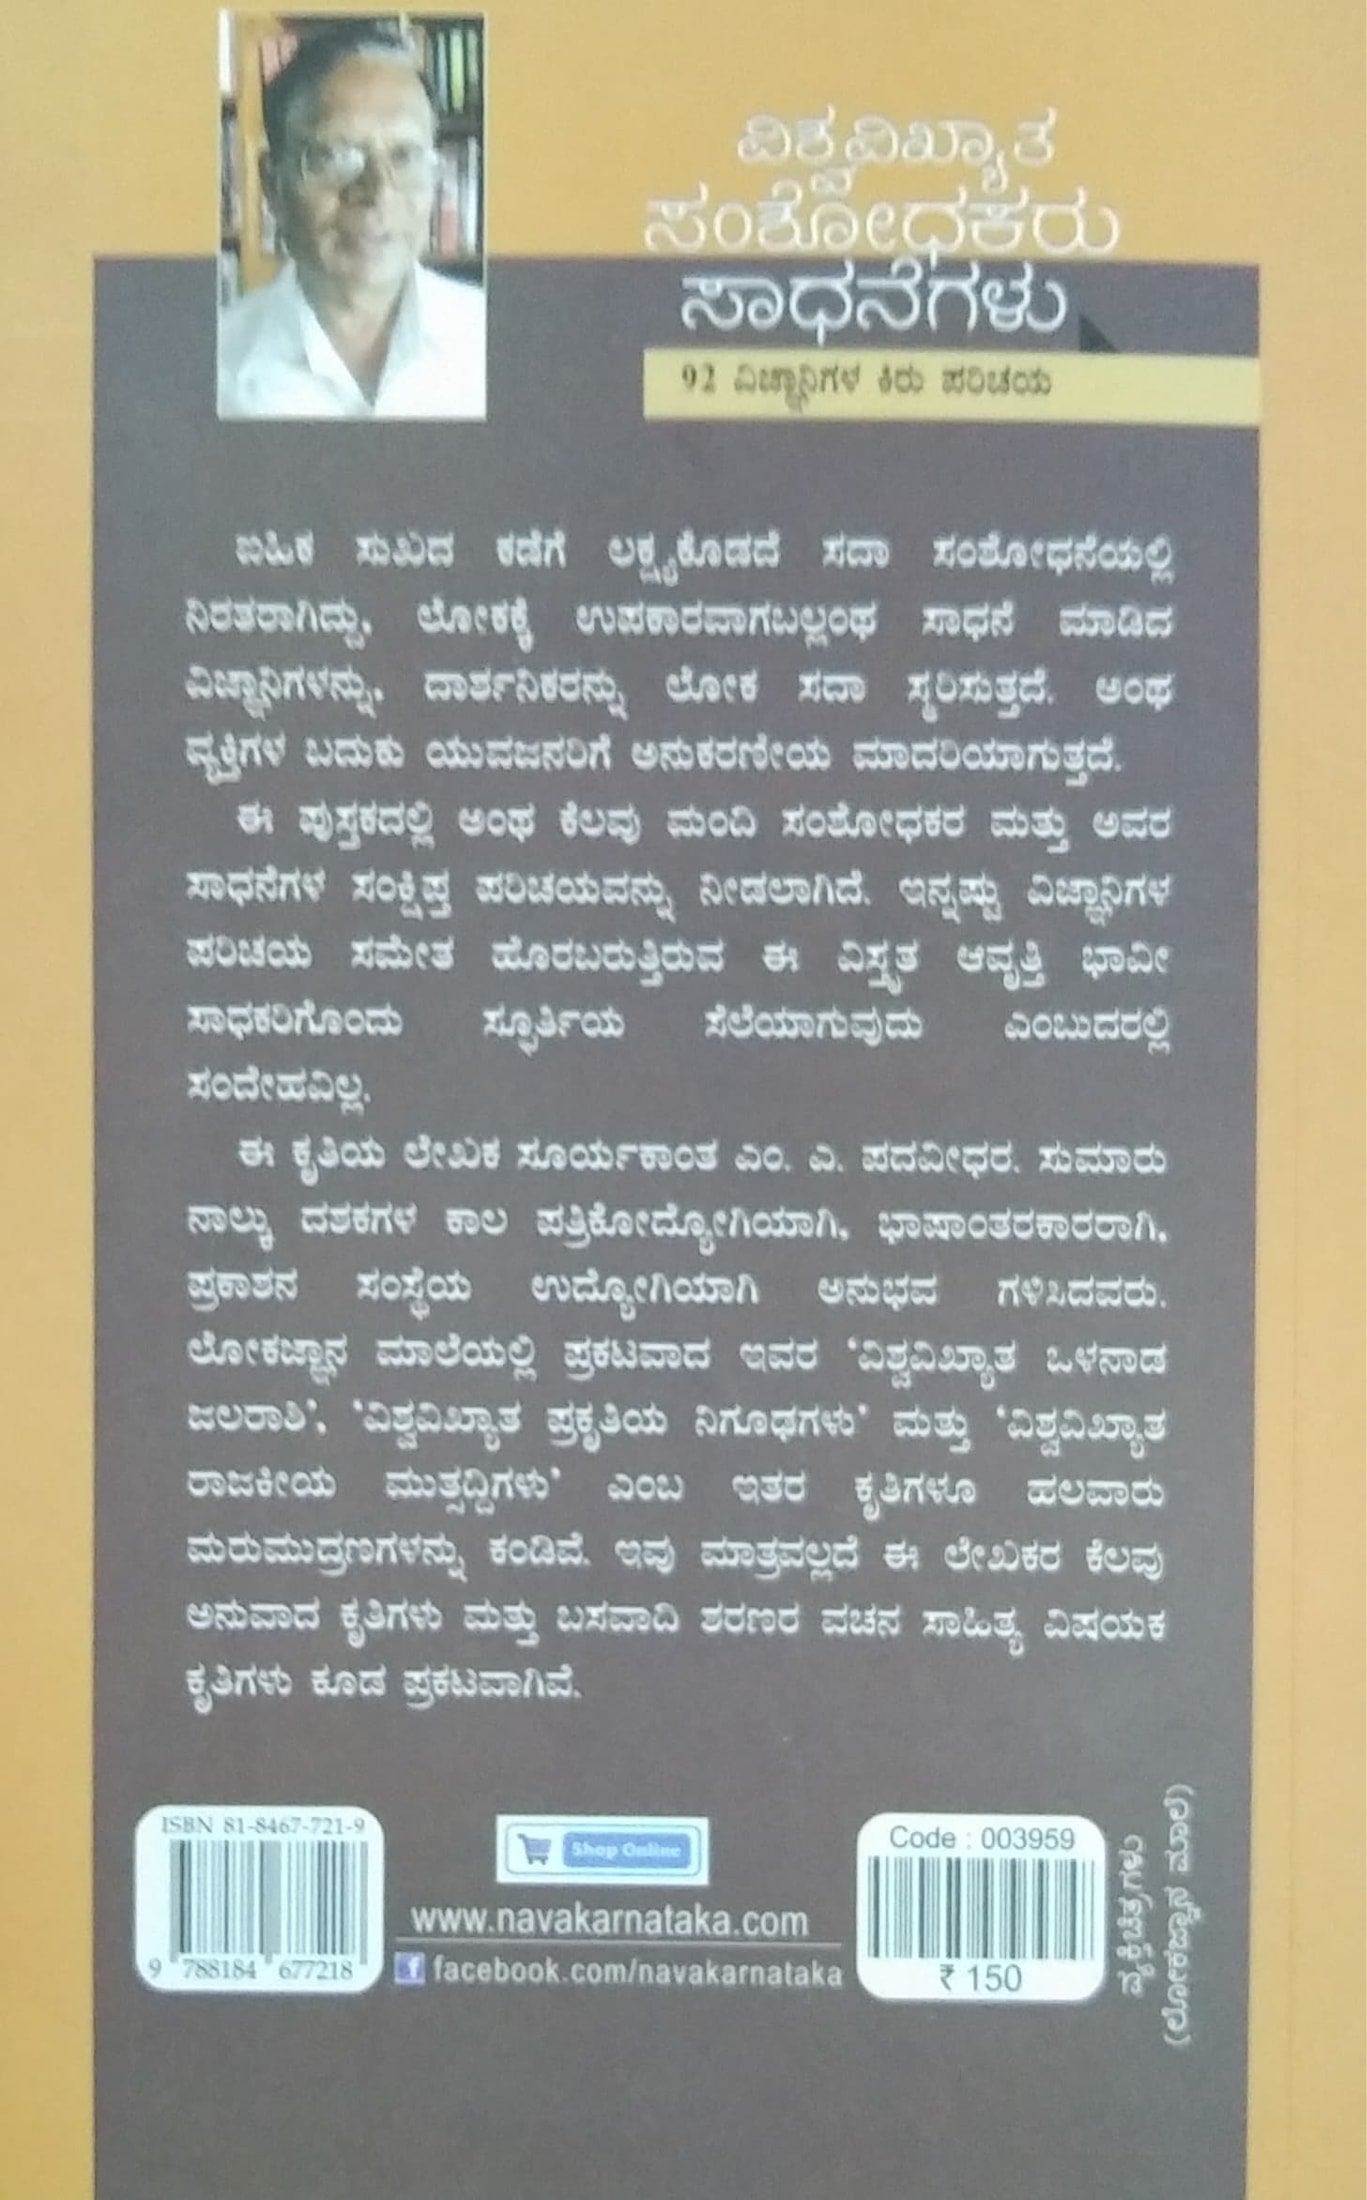 ವಿಶ್ವವಿಖ್ಯಾತ
ಸಂಶೋಧಕರು
ಸಾಧನೆಗಳು
92 ವಿಜ್ಞಾನಿಗಳ ಕಿರು ಪರಿಚಯ
ಐಹಿಕ ಸುಖದ ಕಡೆಗೆ ಲಕ್ಷ್ಯಕೊಡದೆ ಸದಾ ಸಂಶೋಧನೆಯಲ್ಲಿ
ನಿರತರಾಗಿದ್ದು, ಲೋಕಕ್ಕೆ ಉಪಕಾರವಾಗಬಲ್ಲಂಥ ಸಾಧನೆ ಮಾಡಿದ
ವಿಜ್ಞಾನಿಗಳನ್ನು, ದಾರ್ಶನಿಕರನ್ನು ಲೋಕ ಸದಾ ಸ್ಮರಿಸುತ್ತದೆ. ಅಂಥ
ವ್ಯಕ್ತಿಗಳ ಬದುಕು ಯುವಜನರಿಗೆ ಅನುಕರಣೀಯ ಮಾದರಿಯಾಗುತ್ತದೆ.
ಈ ಪುಸ್ತಕದಲ್ಲಿ ಅಂಥ ಕೆಲವು ಮಂದಿ ಸಂಶೋಧಕರ ಮತ್ತು ಅವರ
ಸಾಧನೆಗಳ ಸಂಕ್ಷಿಪ್ತ ಪರಿಚಯವನ್ನು ನೀಡಲಾಗಿದೆ. ಇನ್ನಷ್ಟು ವಿಜ್ಞಾನಿಗಳ
ಪರಿಚಯ ಸಮೇತ ಹೊರಬರುತ್ತಿರುವ ಈ ವಿಸ್ತೃತ ಆವೃತ್ತಿ ಭಾವೀ
ಸಾಧಕರಿಗೊಂದು ಸ್ಫೂರ್ತಿಯ ಸೆಲೆಯಾಗುವುದು ಎಂಬುದರಲ್ಲಿ
ಸಂದೇಹವಿಲ್ಲ.
ಈ ಕೃತಿಯ ಲೇಖಕ ಸೂರ್ಯಕಾಂತ ಎಂ. ಎ. ಪದವೀಧರ. ಸುಮಾರು
ನಾಲ್ಕು ದಶಕಗಳ ಕಾಲ ಪತ್ರಿಕೋದ್ಯೋಗಿಯಾಗಿ, ಭಾಷಾಂತರಕಾರರಾಗಿ,
ಪ್ರಕಾಶನ ಸಂಸ್ಥೆಯ ಉದ್ಯೋಗಿಯಾಗಿ ಅನುಭವ ಗಳಿಸಿದವರು.
ಲೋಕಜ್ಞಾನ ಮಾಲೆಯಲ್ಲಿ ಪ್ರಕಟವಾದ ಇವರ ‘ವಿಶ್ವವಿಖ್ಯಾತ ಒಳನಾಡ
ಜಲರಾಶಿ’, ‘ವಿಶ್ವವಿಖ್ಯಾತ ಪ್ರಕೃತಿಯ ನಿಗೂಢಗಳು’ ಮತ್ತು ‘ವಿಶ್ವವಿಖ್ಯಾತ
ರಾಜಕೀಯ ಮುತ್ಸದ್ದಿಗಳು’ ಎಂಬ ಇತರ ಕೃತಿಗಳೂ ಹಲವಾರು
ಮರುಮುದ್ರಣಗಳನ್ನು ಕಂಡಿವೆ. ಇವು ಮಾತ್ರವಲ್ಲದೆ ಈ ಲೇಖಕರ ಕೆಲವು
ಅನುವಾದ ಕೃತಿಗಳು ಮತ್ತು ಬಸವಾದಿ ಶರಣರ ವಚನ ಸಾಹಿತ್ಯ ವಿಷಯಕ
ಕೃತಿಗಳು ಕೂಡ ಪ್ರಕಟವಾಗಿವೆ.
ISBN 81-8467-721-9
9 788184 677218
Shop Online
www.navakarnataka.com
facebook.com/navakarnataka
Code : 003959
₹ 150
ವ್ಯಕ್ತಿಚಿತ್ರಗಳು
(ಲೋಕಜ್ಞಾನ ಮಾಲೆ)